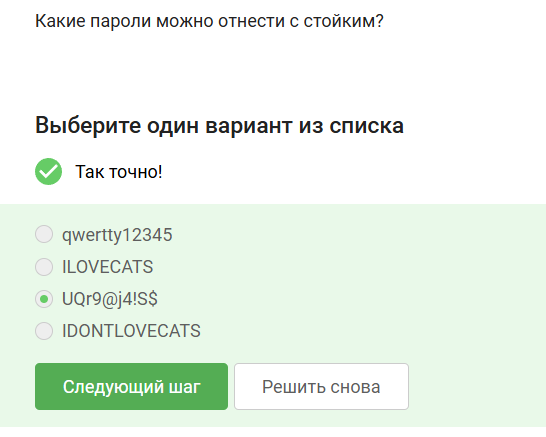 Какие пароли можно отнести с стойким?
Выберите один вариант из списка
Так точно!
qwertty12345
ILOVECATS
UQr9@j4!S$
IDONTLOVECATS
Следующий шаг
Решить снова